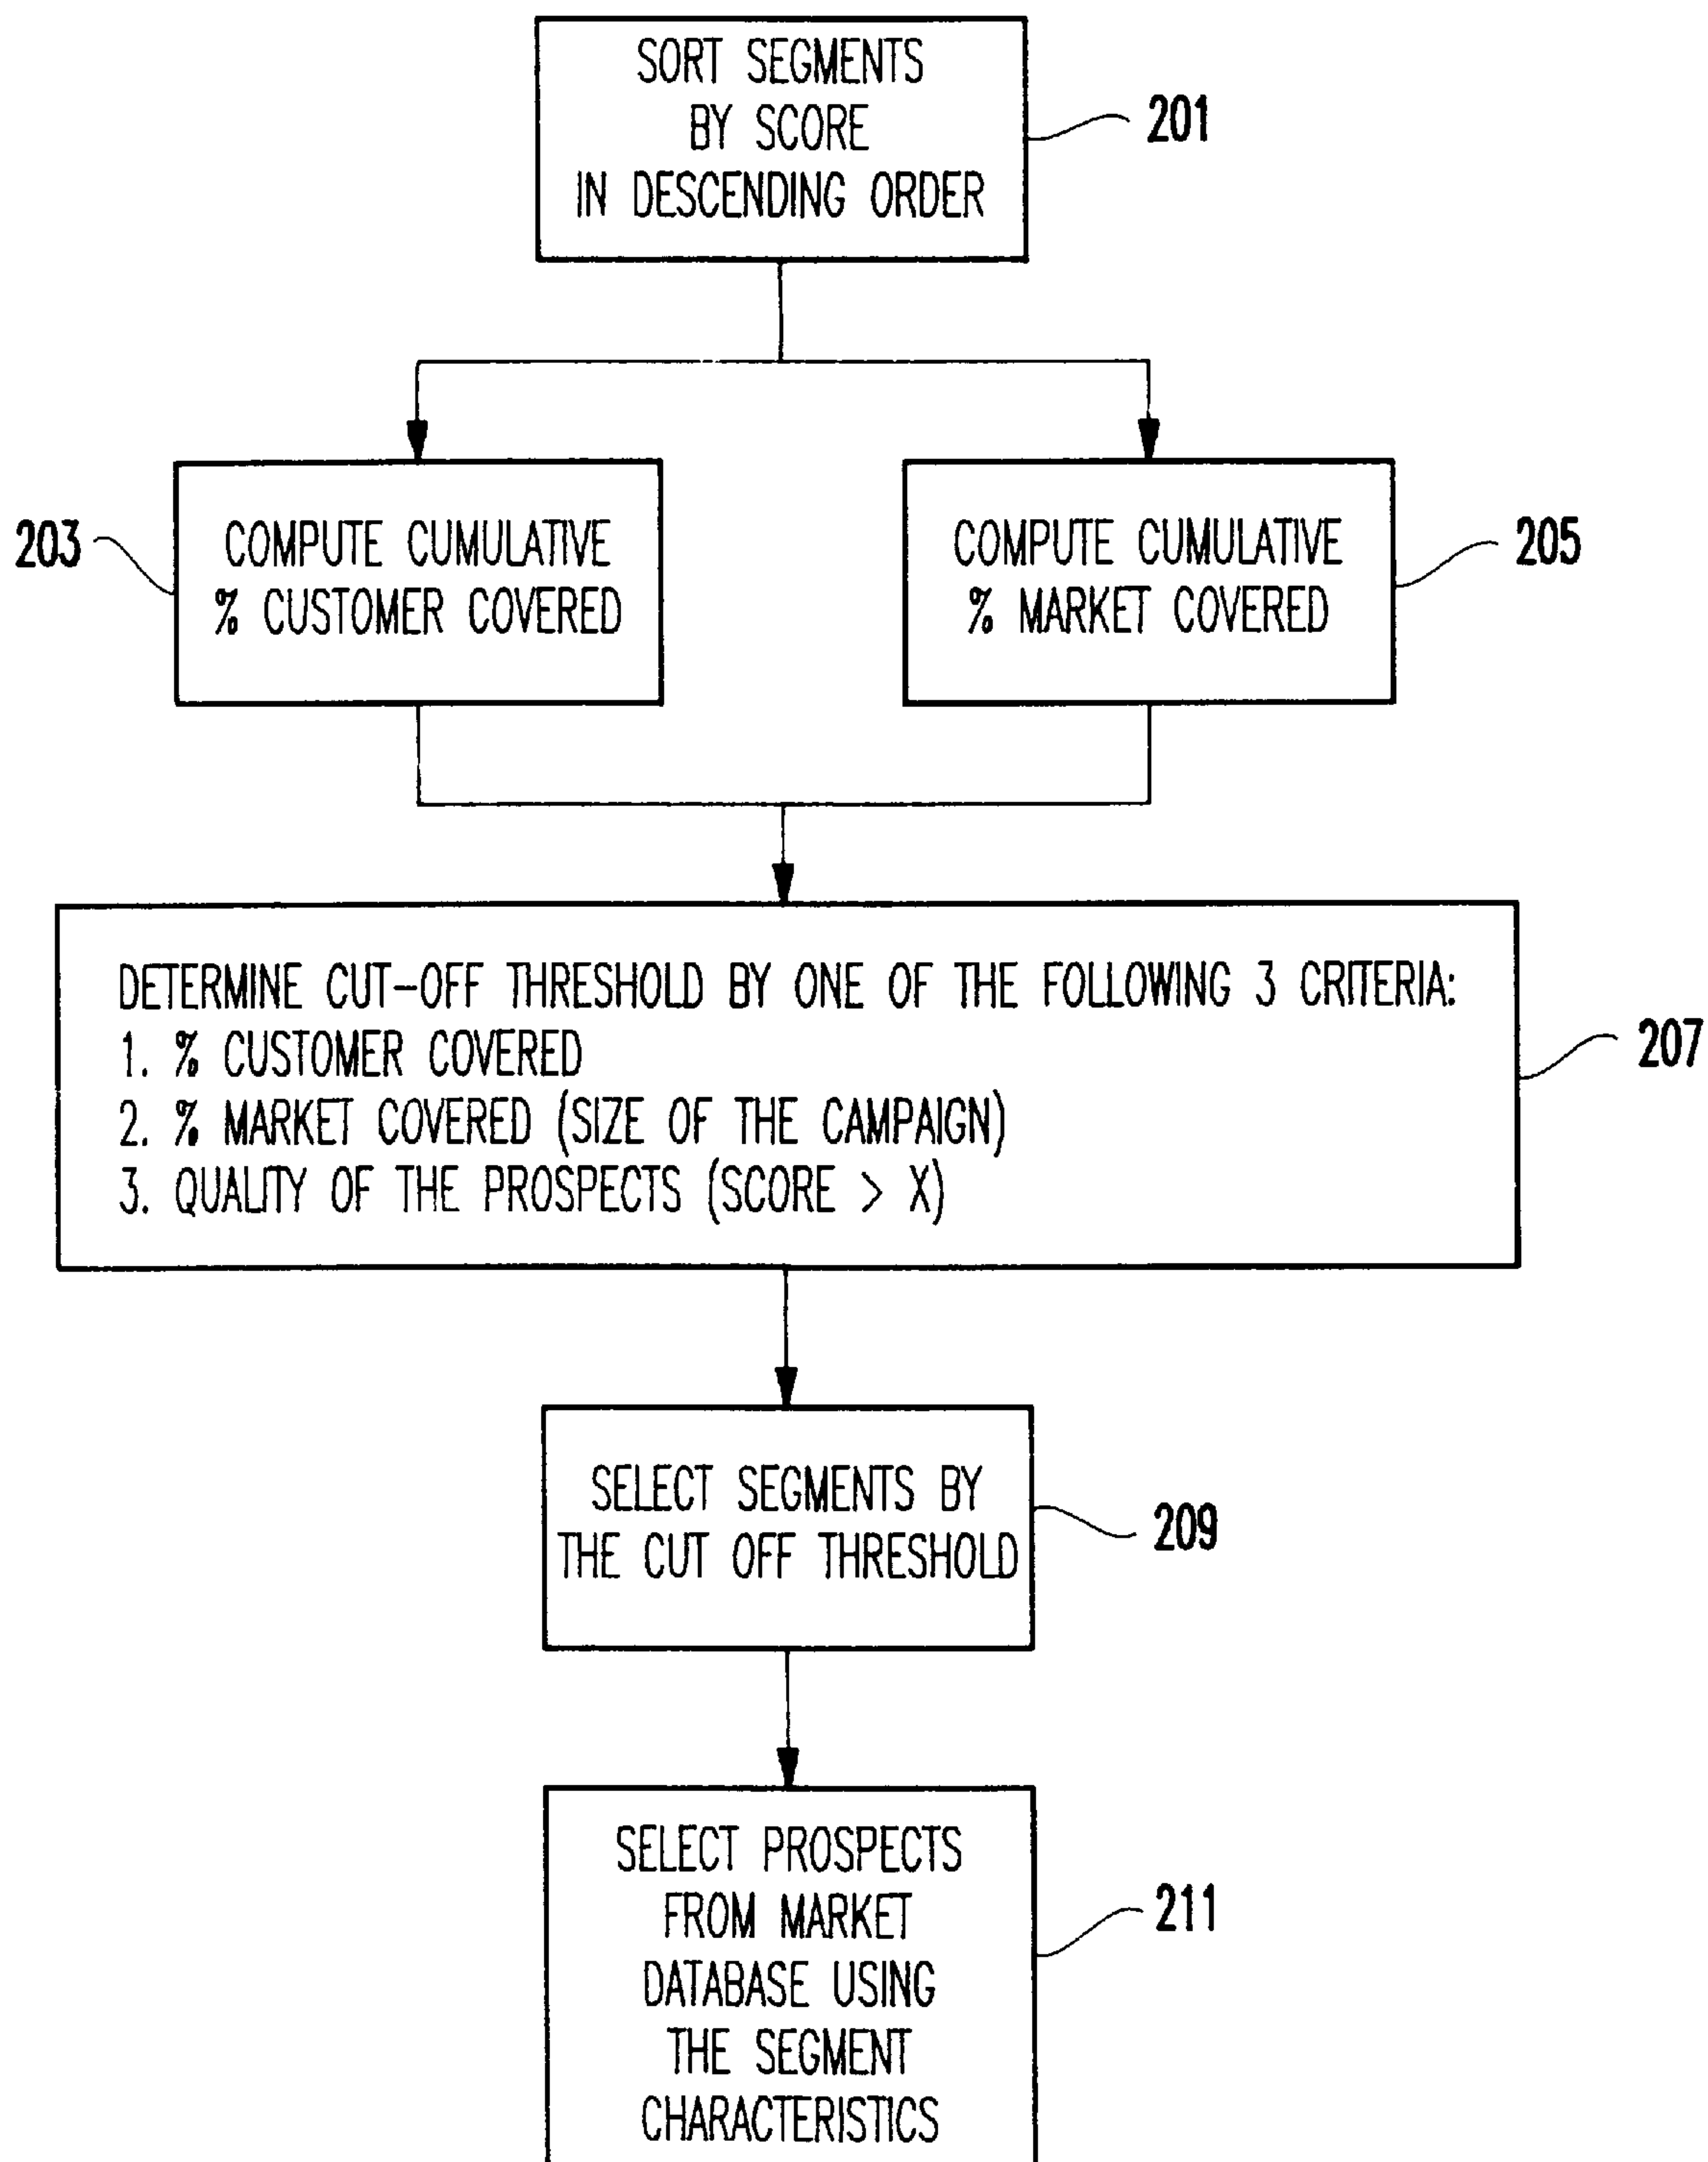 SORT SEGMENTS
BY SCORE
IN DESCENDING ORDER
201
203
COMPUTE CUMULATIVE
% CUSTOMER COVERED
COMPUTE CUMULATIVE
% MARKET COVERED
205
DETERMINE CUT-OFF THRESHOLD BY ONE OF THE FOLLOWING 3 CRITERIA:
1. % CUSTOMER COVERED
2. % MARKET COVERED (SIZE OF THE CAMPAIGN)
3. QUALITY OF THE PROSPECTS (SCORE > X)
207
SELECT SEGMENTS BY
THE CUT OFF THRESHOLD
209
SELECT PROSPECTS
FROM MARKET
DATABASE USING
THE SEGMENT
CHARACTERISTICS
211